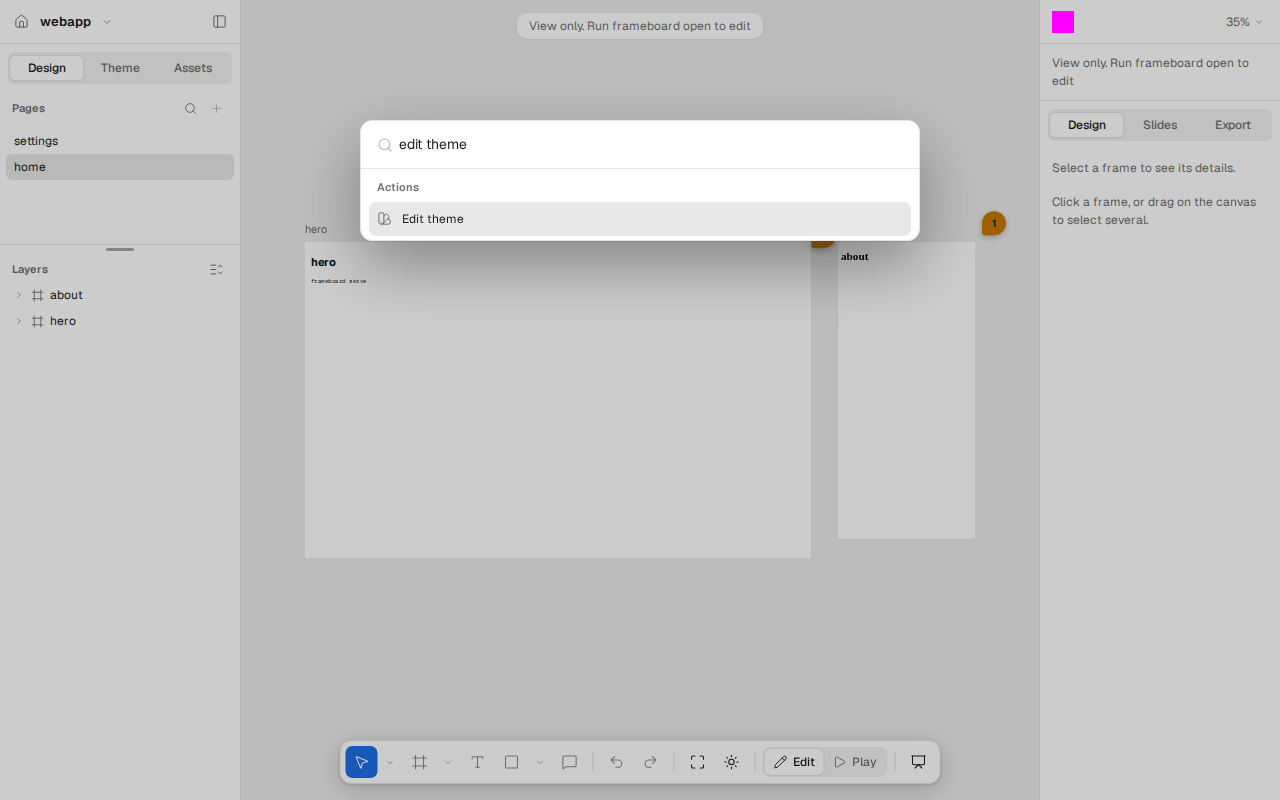 webapp
View only. Run frameboard open to edit
35%
Design
Theme
Assets
Pages
settings
home
Layers
about
hero
edit theme
Actions
Edit theme
hero
hero
frameboard serve
about
1
View only. Run frameboard open to
edit
Design
Slides
Export
Select a frame to see its details.
Click a frame, or drag on the canvas
to select several.
Edit
Play